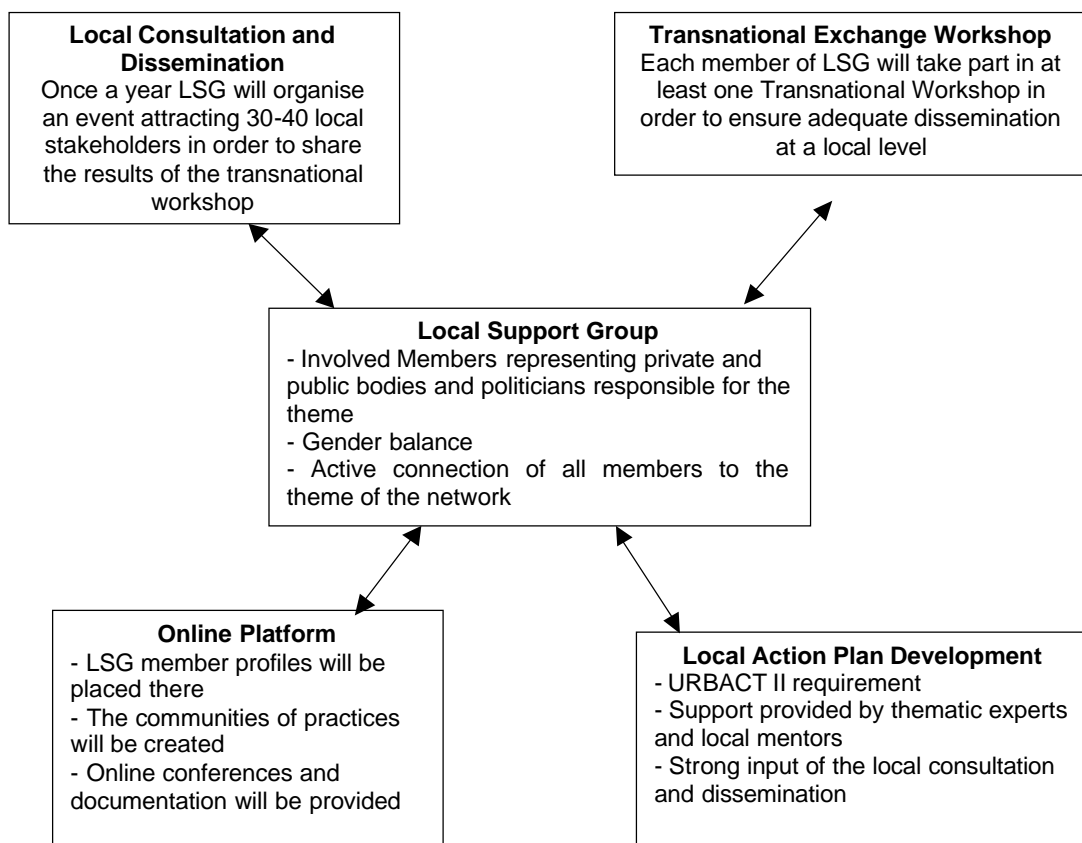 Local Consultation and
Dissemination
Once a year LSG will organise
an event attracting 30-40 local
stakeholders in order to share
the results of the transnational
workshop
Transnational Exchange Workshop
Each member of LSG will take part in at
least one Transnational Workshop in
order to ensure adequate dissemination
at a local level
Local Support Group
- Involved Members representing private and
public bodies and politicians responsible for the
theme
- Gender balance
- Active connection of all members to the
theme of the network
Online Platform
- LSG member profiles will be
placed there
- The communities of practices
will be created
- Online conferences and
documentation will be provided
Local Action Plan Development
- URBACT II requirement
- Support provided by thematic experts
and local mentors
- Strong input of the local consultation
and dissemination